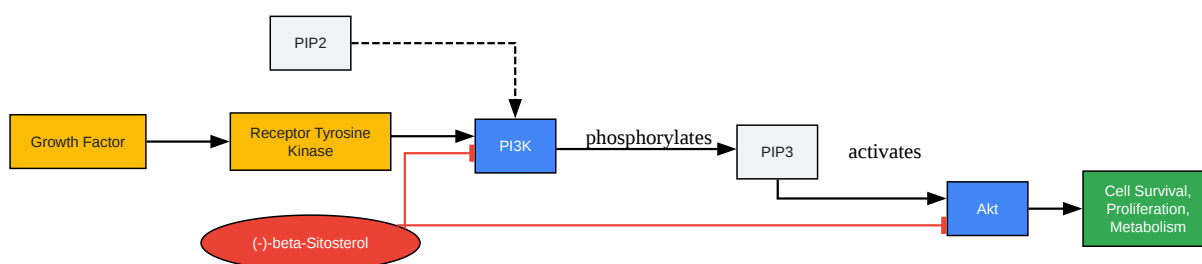 PIP2
Growth Factor
Receptor Tyrosine
Kinase
PI3K
phosphorylates
PIP3
activates
(-)-beta-Sitosterol
Akt
Cell Survival,
Proliferation,
Metabolism